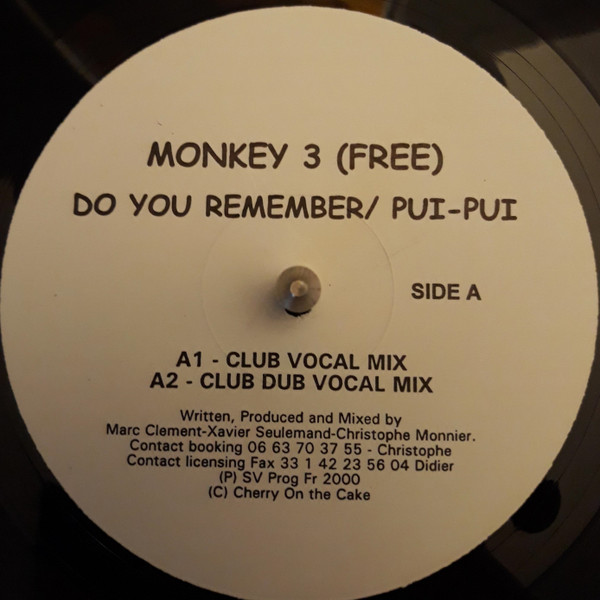 MONKEY 3 (FREE)
DO YOU REMEMBER/ PUI-PUI
SIDE A
A1 - CLUB VOCAL MIX
A2 - CLUB DUB VOCAL MIX
Written, Produced and Mixed by
Marc Clement-Xavier Seulemand-Christophe Monnier.
Contact booking 06 63 70 37 55 - Christophe
Contact licensing Fax 33 1 42 23 56 04 Didier
(P) SV Prog Fr 2000
(C) Cherry On the Cake